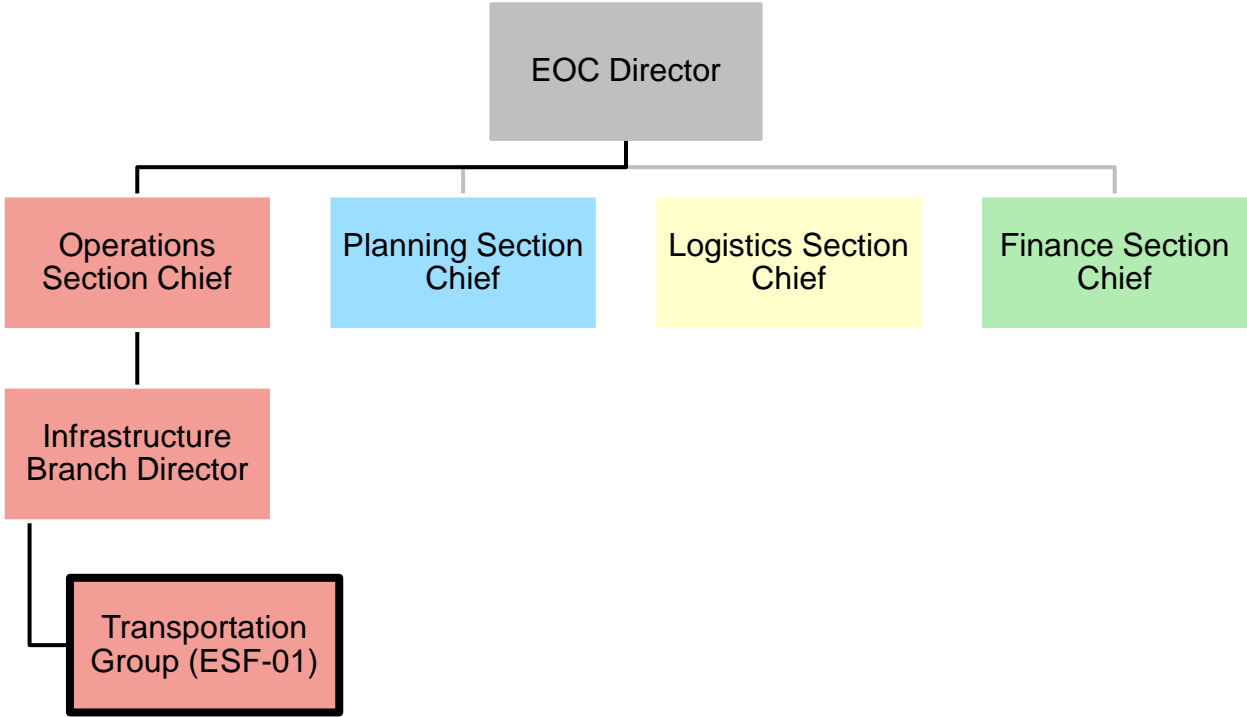 EOC Director
Operations
Section Chief
Planning Section
Chief
Logistics Section
Chief
Finance Section
Chief
Infrastructure
Branch Director
Transportation
Group (ESF-01)